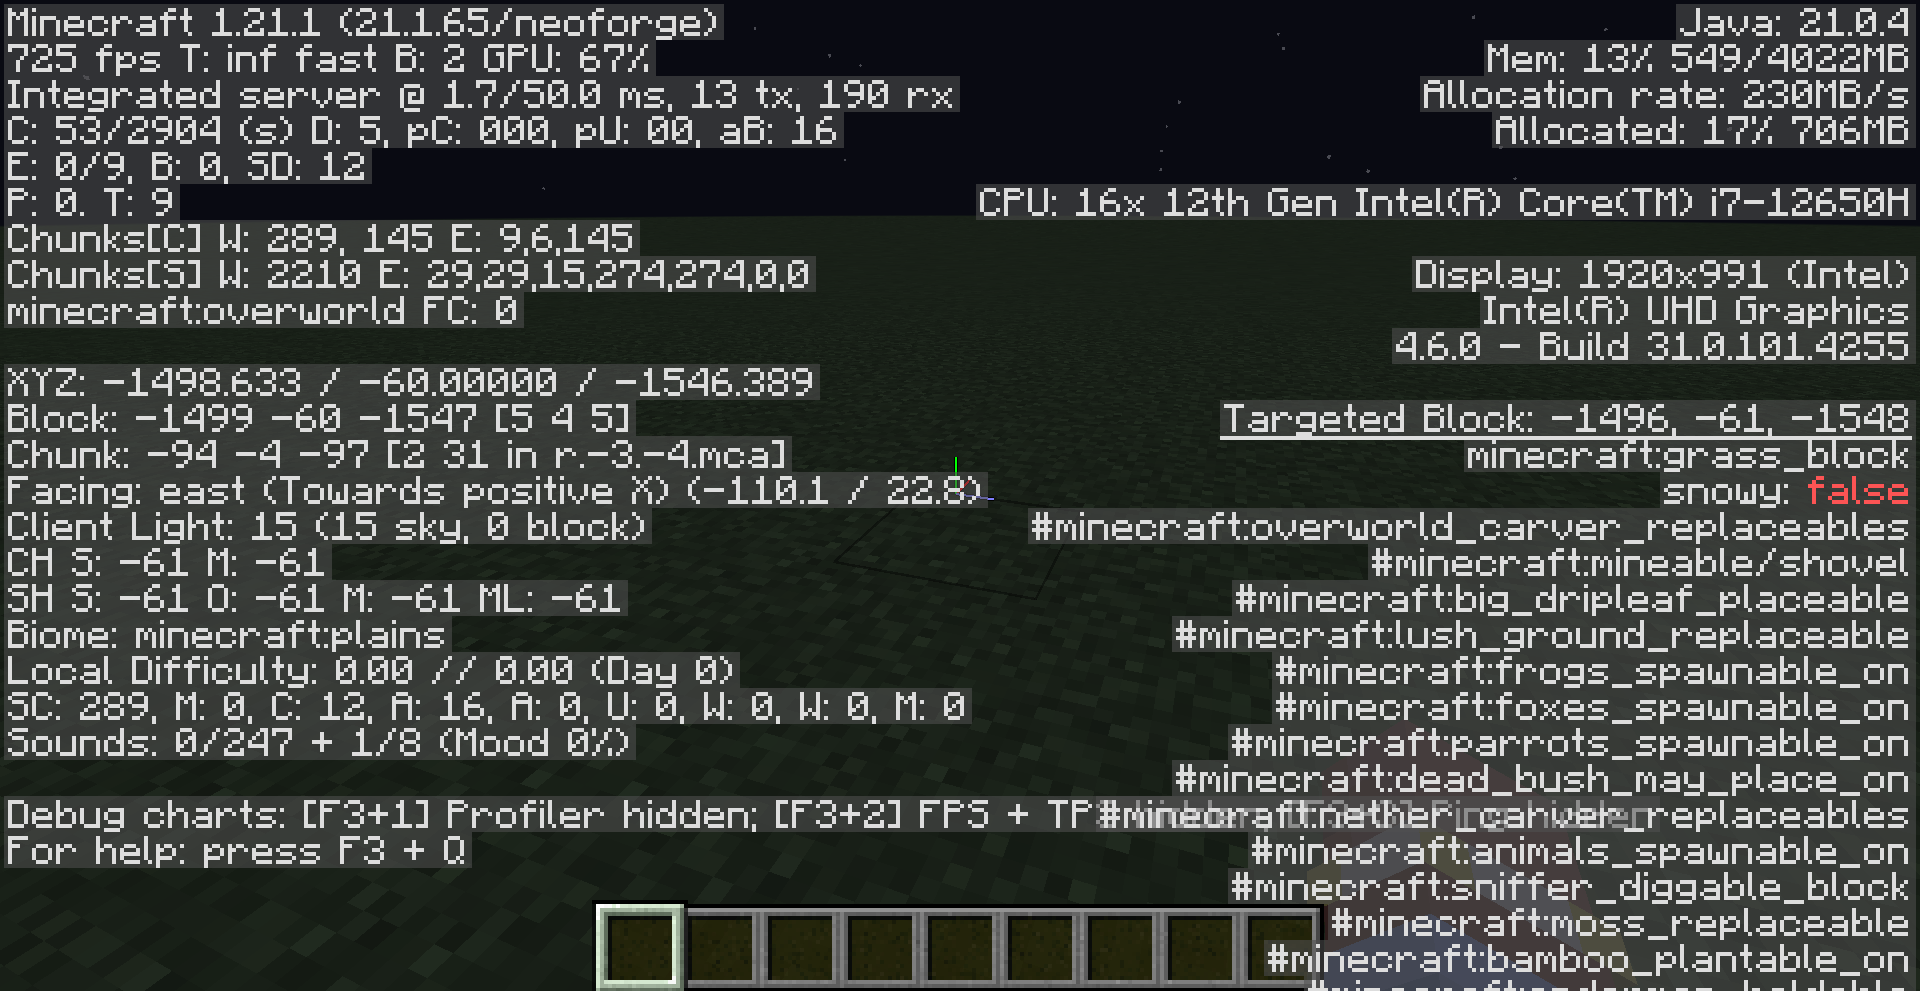 Minecraft 1.21.1 (21.1.65/neoforge)
725 fps T: inf fast B: 2 GPU: 67%
Integrated server @ 1.7/50.0 ms, 13 tx, 190 rx
C: 53/2904 (s) D: 5, pC: 000, pU: 00, aB: 16
E: 0/9, B: 0, SD: 12
P: 0. T: 9
Chunks[C] W: 289, 145 E: 9,6,145
Chunks[S] W: 2210 E: 29,29,15,274,274,0,0
minecraft:overworld FC: 0
XYZ: -1498.633 / -60.00000 / -1546.389
Block: -1499 -60 -1547 [5 4 5]
Chunk: -94 -4 -97 [2 31 in r.-3.-4.mca]
Facing: east (Towards positive X) (-110.1 / 22.8)
Client Light: 15 (15 sky, 0 block)
CH S: -61 M: -61
SH S: -61 O: -61 M: -61 ML: -61
Biome: minecraft:plains
Local Difficulty: 0.00 // 0.00 (Day 0)
SC: 289, M: 0, C: 12, A: 16, A: 0, U: 0, W: 0, W: 0, M: 0
Sounds: 0/247 + 1/8 (Mood 0%)
Debug charts: [F3+1] Profiler hidden; [F3+2] FPS + TP
For help: press F3 + Q
Java: 21.0.4
Mem: 13% 549/4022MB
Allocation rate: 230MB/s
Allocated: 17% 706MB
CPU: 16x 12th Gen Intel(R) Core(TM) i7-12650H
Display: 1920x991 (Intel)
Intel(R) UHD Graphics
4.6.0 - Build 31.0.101.4255
Targeted Block: -1496, -61, -1548
minecraft:grass_block
snowy: false
#minecraft:overworld_carver_replaceables
#minecraft:mineable/shovel
#minecraft:big_dripleaf_placeable
#minecraft:lush_ground_replaceable
#minecraft:frogs_spawnable_on
#minecraft:foxes_spawnable_on
#minecraft:parrots_spawnable_on
#minecraft:dead_bush_may_place_on
#minecraft:nether_carver_replaceables
#minecraft:animals_spawnable_on
#minecraft:sniffer_diggable_block
#minecraft:moss_replaceable
#minecraft:bamboo_plantable_on